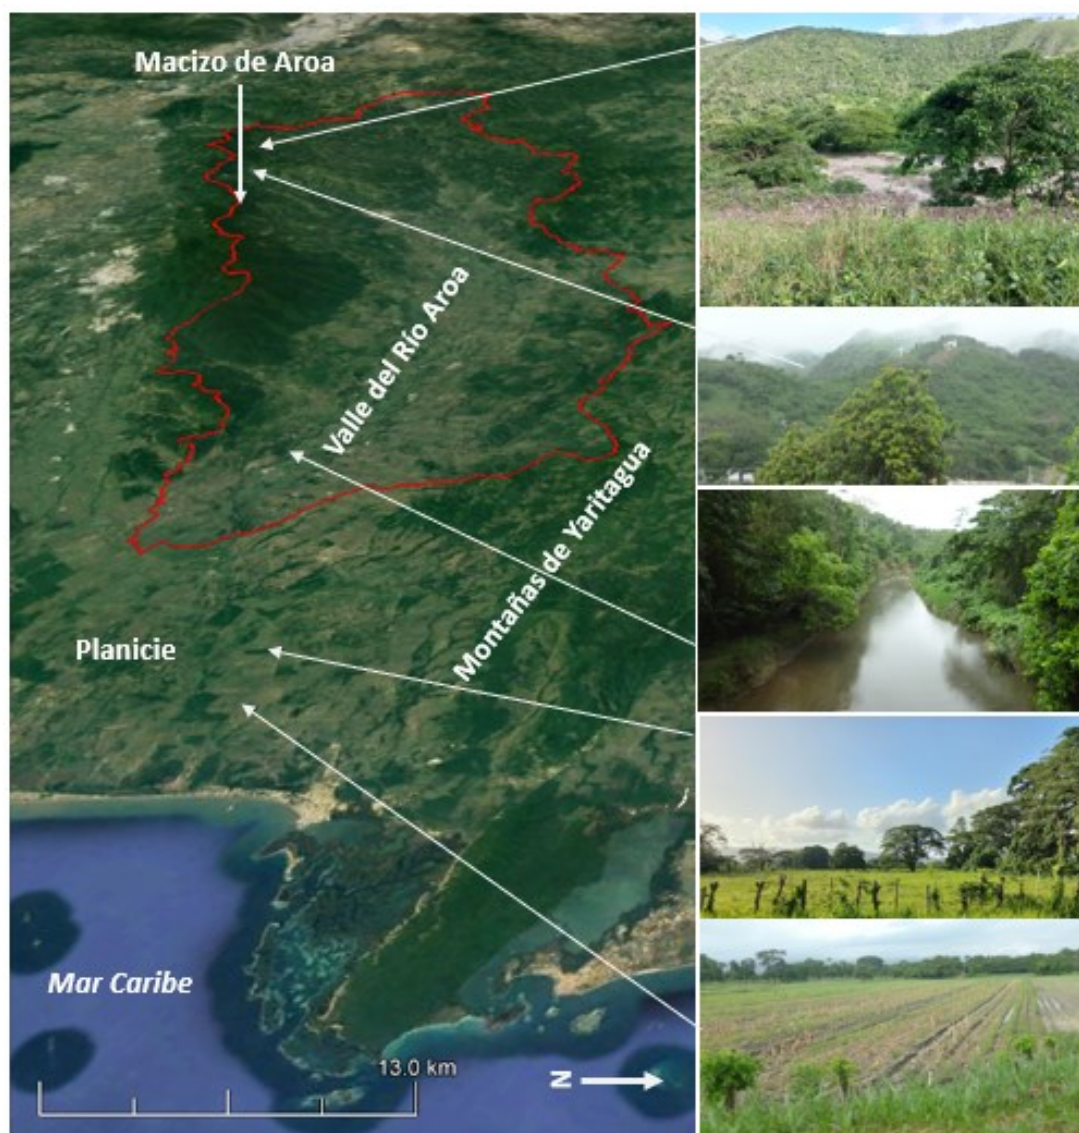 Macizo de Aroa
Valle del Río Aroa
Montañas de Yaritagua
Planicie
Mar Caribe
13.0 km
N